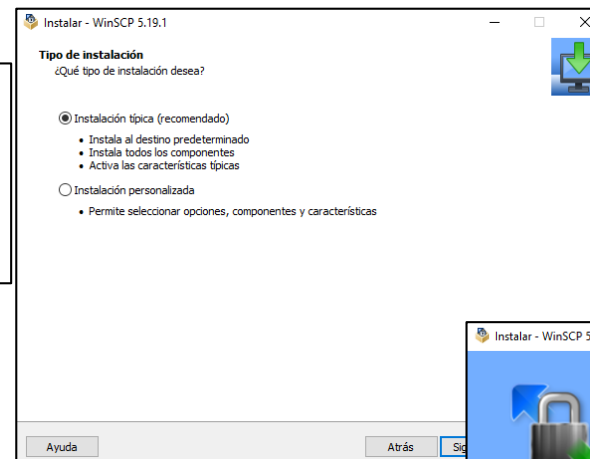 Instalar - WinSCP 5.19.1
Tipo de instalación
¿Qué tipo de instalación desea?
Instalación típica (recomendado)
• Instala al destino predeterminado
• Instala todos los componentes
• Activa las características típicas
Instalación personalizada
• Permite seleccionar opciones, componentes y características
Instalar - WinSCP 5
Ayuda
Atrás